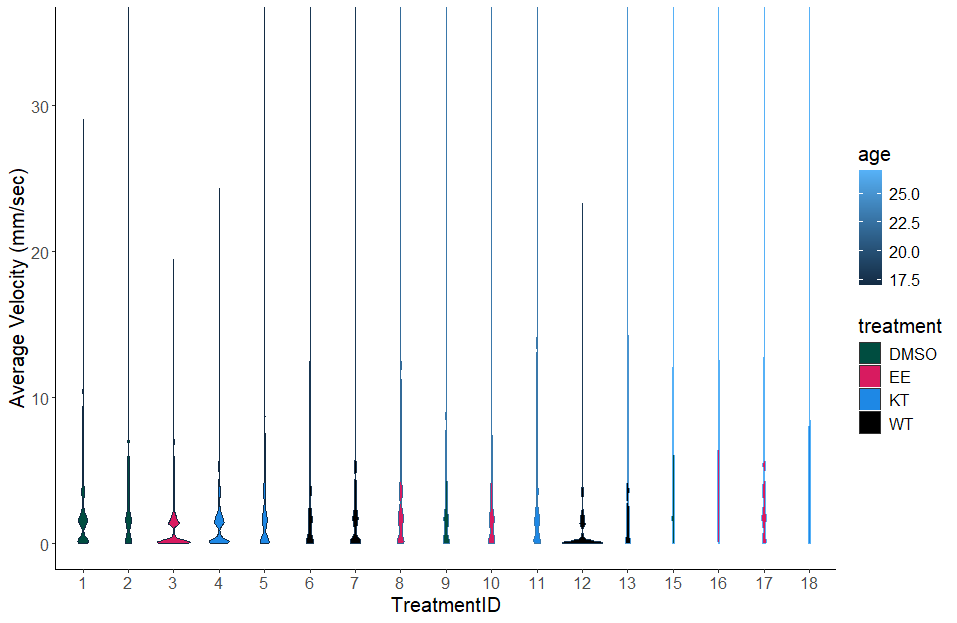 Average Velocity (mm/sec)
30
20
10
0
1 2 3 4 5 6 7 8 9 10 11 12 13 15 16 17 18
TreatmentID
age
25.0
22.5
20.0
17.5
treatment
DMSO
EE
KT
WT